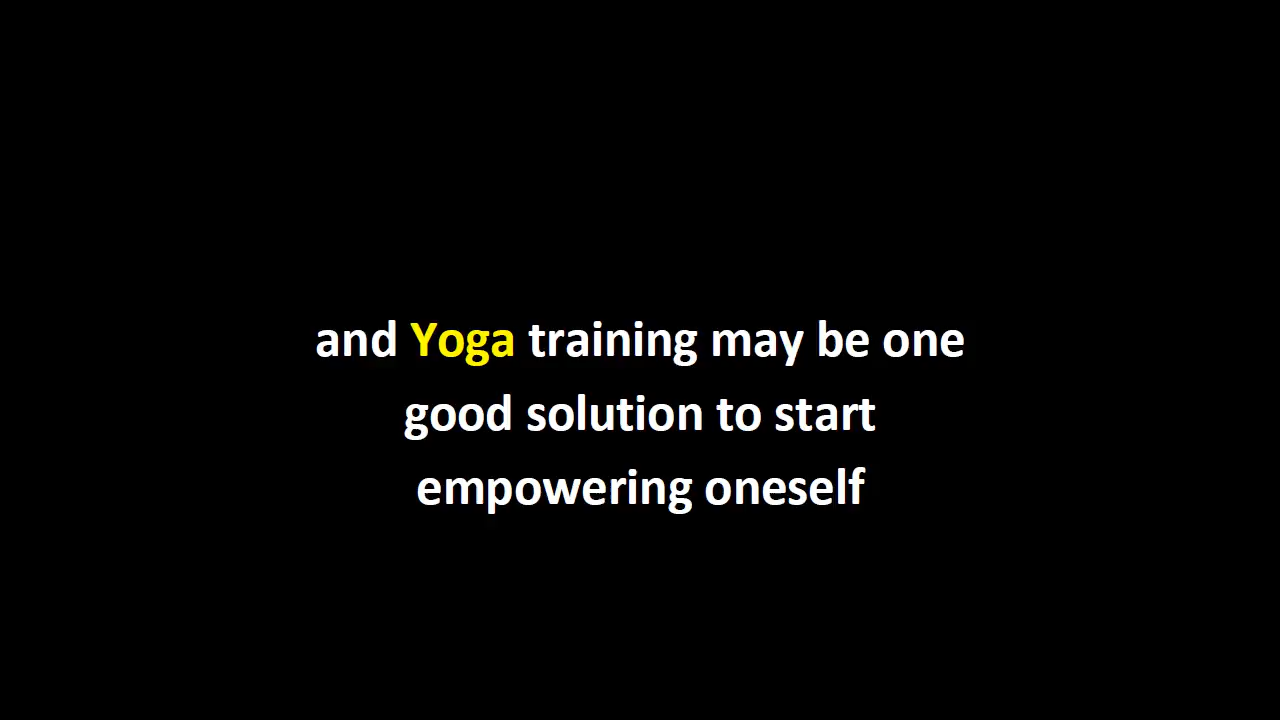 and Yoga training may be one
good solution to start
empowering oneself